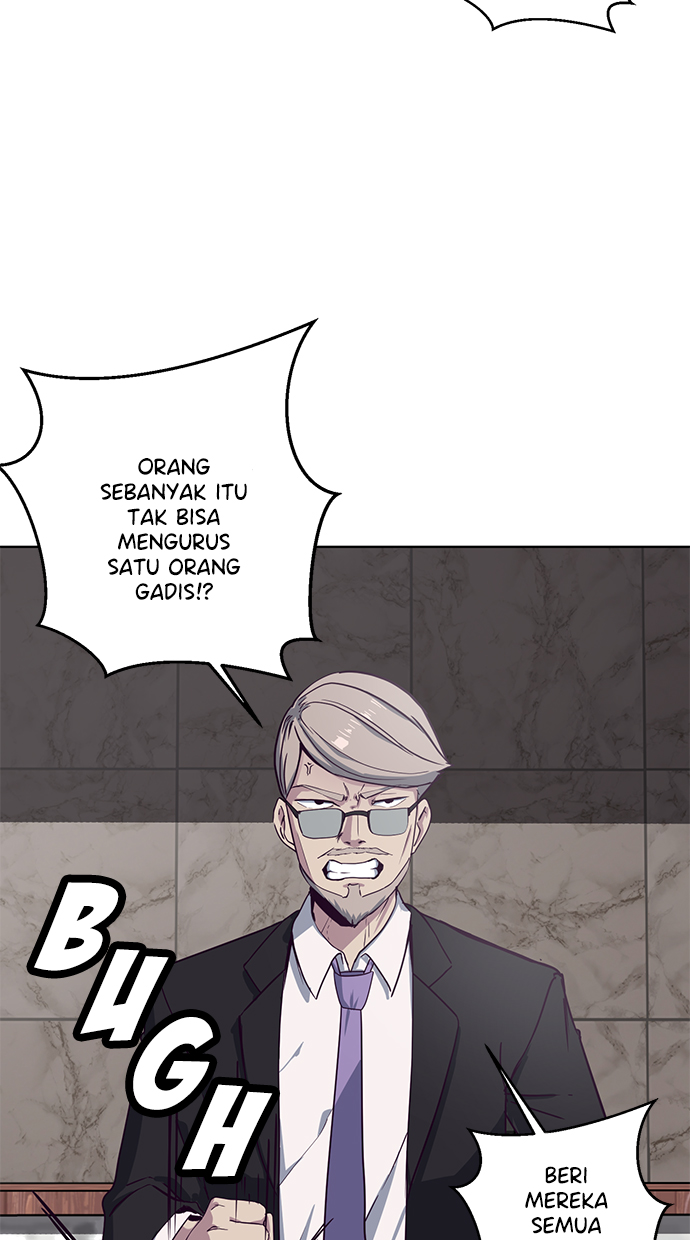 ORANG
SEBANYAK ITU
TAK BISA
MENGURUS
SATU ORANG
GADIS!?
BUGH
BERI
MEREKA
SEMUA